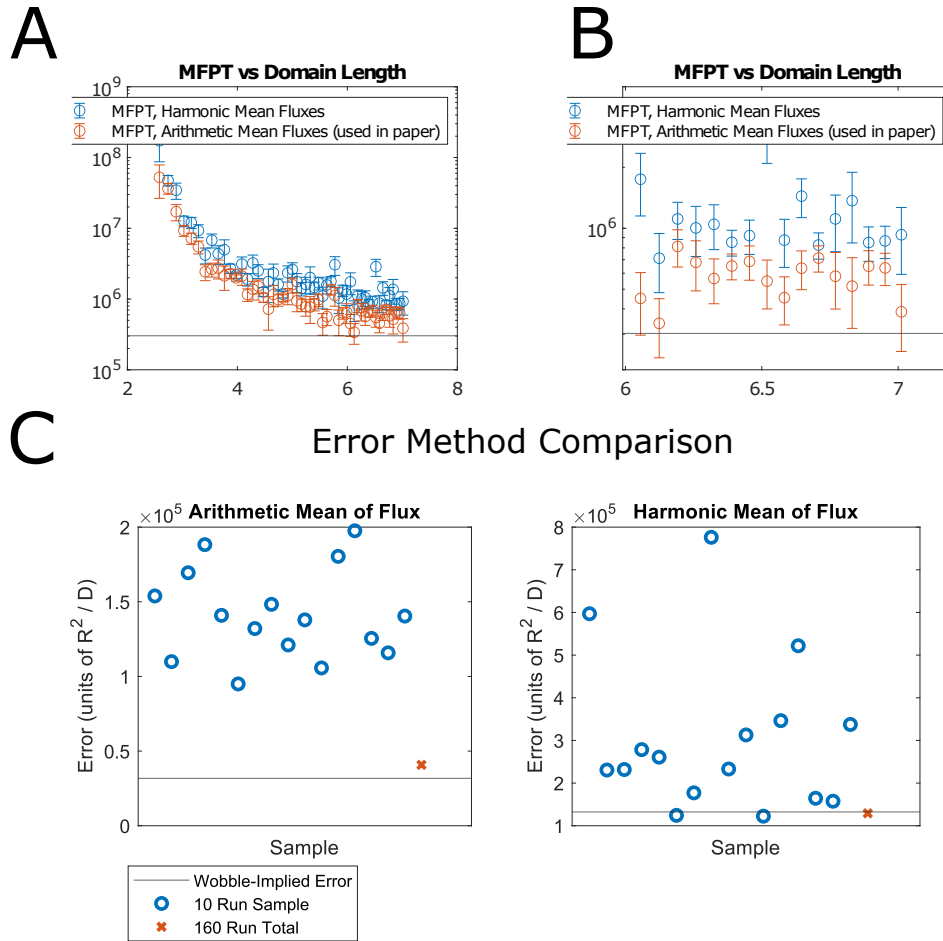 A
B
MFPT vs Domain Length
MFPT vs Domain Length
10^9
MFPT, Harmonic Mean Fluxes
MFPT, Arithmetic Mean Fluxes (used in paper)
10^8
10^7
10^6
10^5
2
4
6
8
MFPT, Harmonic Mean Fluxes
MFPT, Arithmetic Mean Fluxes (used in paper)
10^6
6
6.5
7
C
Error Method Comparison
×10^5
Arithmetic Mean of Flux
Error (units of R^2 / D)
2
1.5
1
0.5
0
Sample
×10^5
Harmonic Mean of Flux
Error (units of R^2 / D)
8
7
6
5
4
3
2
1
Sample
Wobble-Implied Error
10 Run Sample
160 Run Total